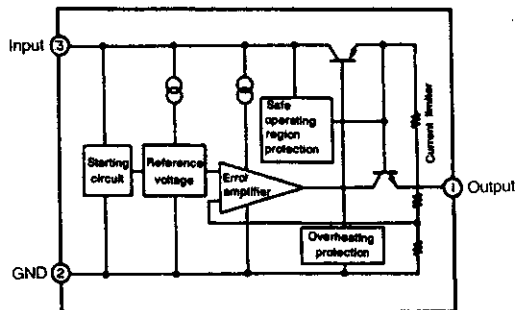 Input 3
Safe
operating
region
protection
Current limiter
Starting
circuit
Reference
voltage
Error
amplifier
1 Output
Overheating
protection
GND 2